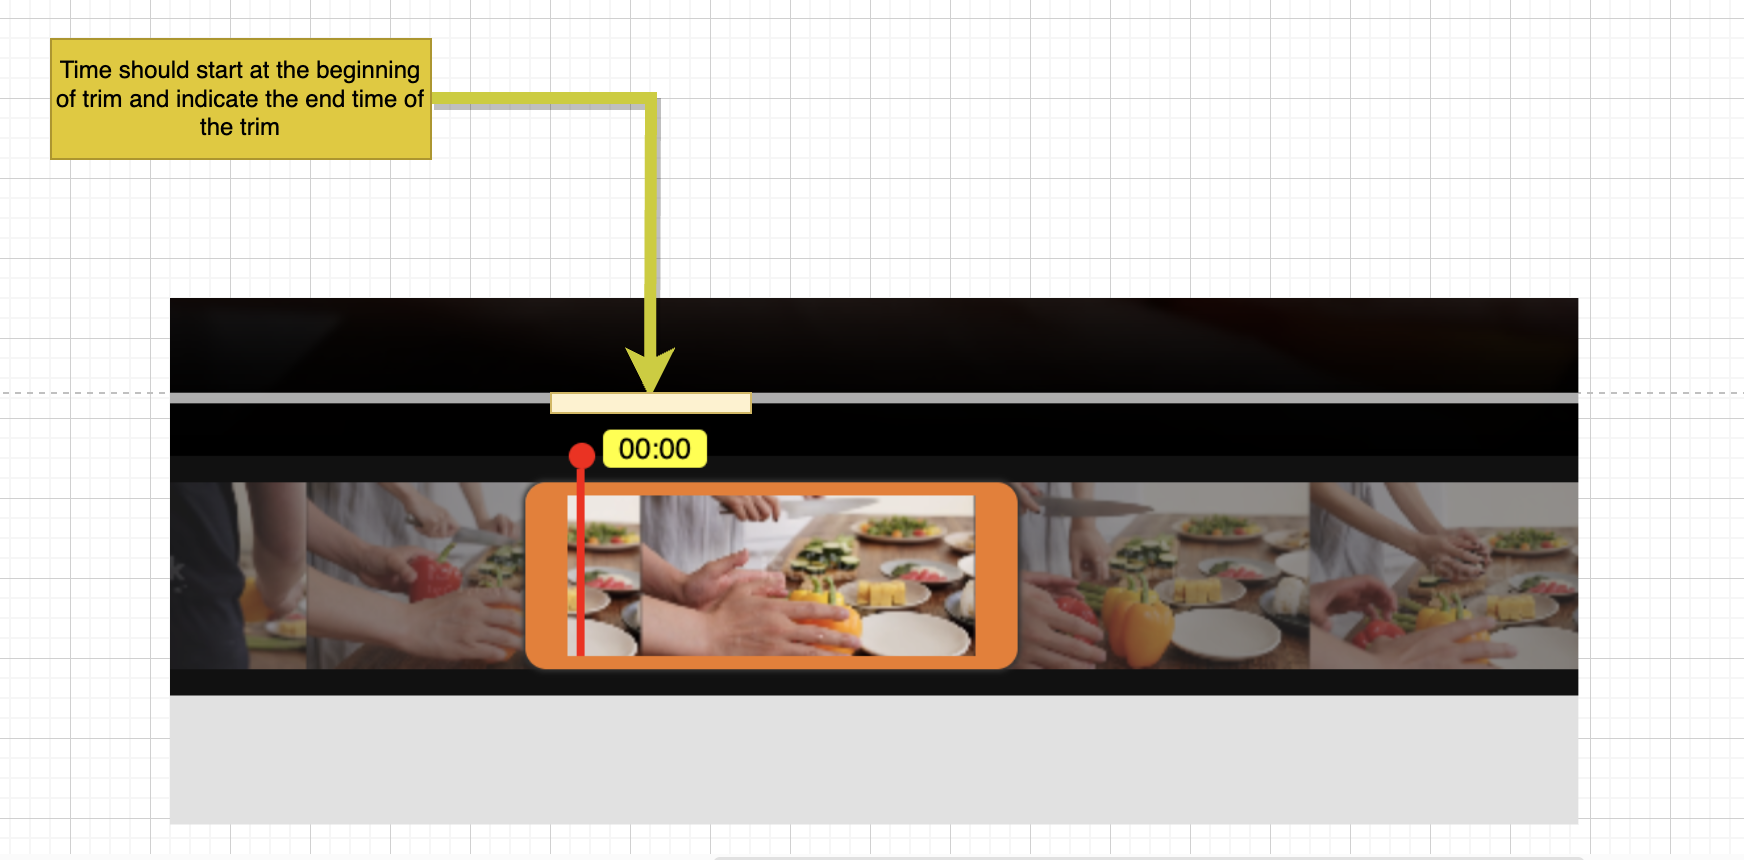 Time should start at the beginning
of trim and indicate the end time of
the trim
00:00